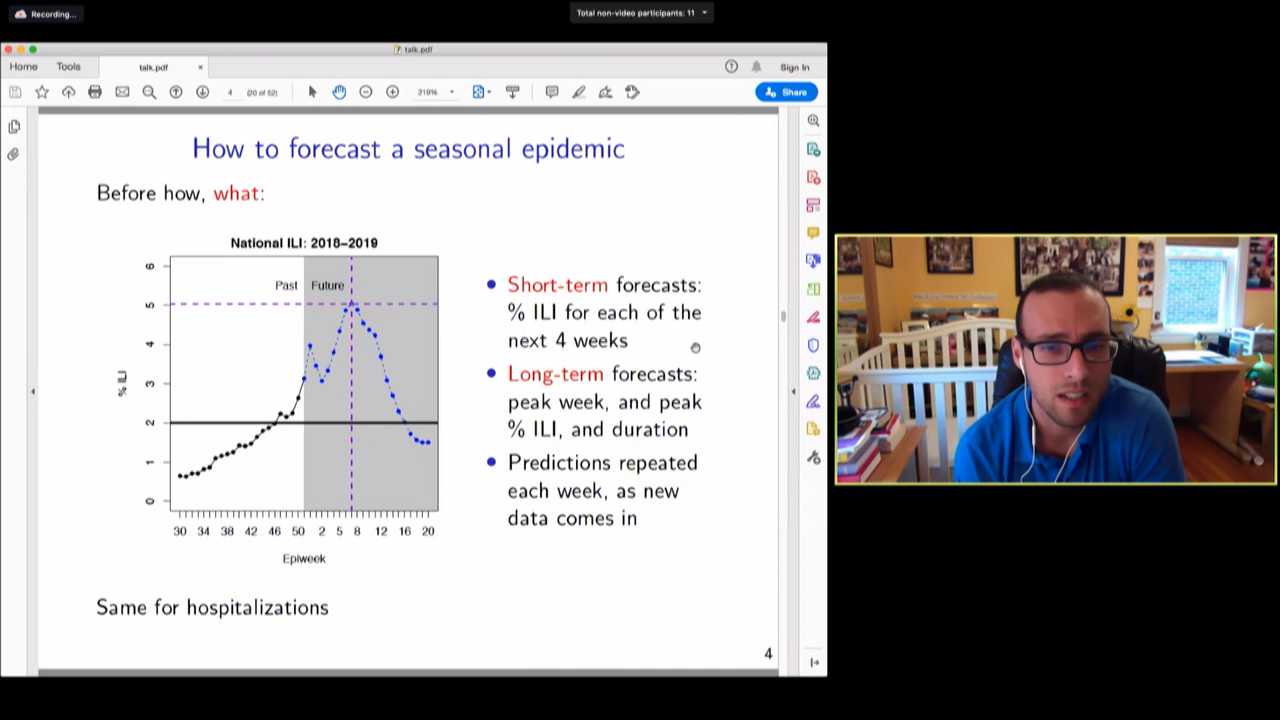 Recording...
Total non-video participants: 11
talk.pdf
Home
Tools
talk.pdf
×
Sign In
4
(20 of 52)
219%
Share
How to forecast a seasonal epidemic
Before how, what:
National ILI: 2018–2019
Past
Future
% ILI
6
5
4
3
2
1
0
30 34 38 42 46 50 2 5 8 12 16 20
Epiweek
• Short-term forecasts:
% ILI for each of the
next 4 weeks
• Long-term forecasts:
peak week, and peak
% ILI, and duration
• Predictions repeated
each week, as new
data comes in
Same for hospitalizations
4